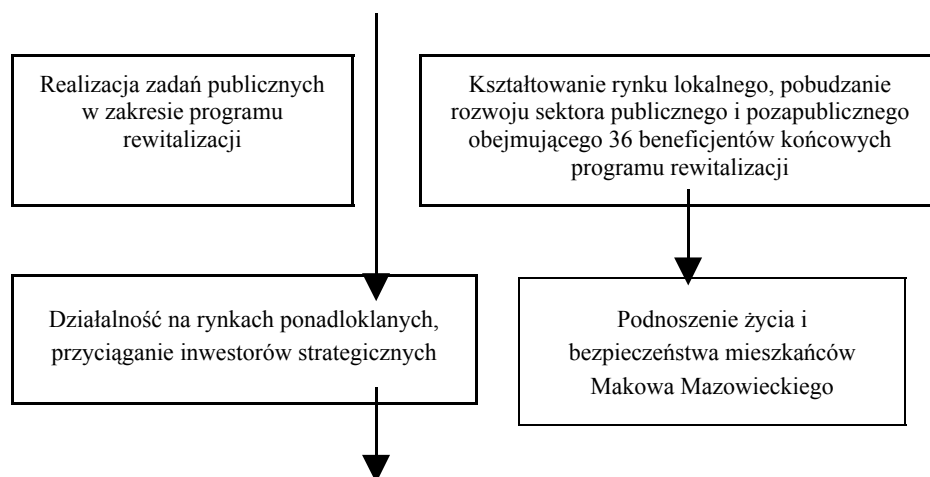 Realizacja zadań publicznych
w zakresie programu
rewitalizacji
Kształtowanie rynku lokalnego, pobudzanie
rozwoju sektora publicznego i pozapublicznego
obejmującego 36 beneficjentów końcowych
programu rewitalizacji
Działalność na rynkach ponadloklanych,
przyciąganie inwestorów strategicznych
Podnoszenie życia i
bezpieczeństwa mieszkańców
Makowa Mazowieckiego